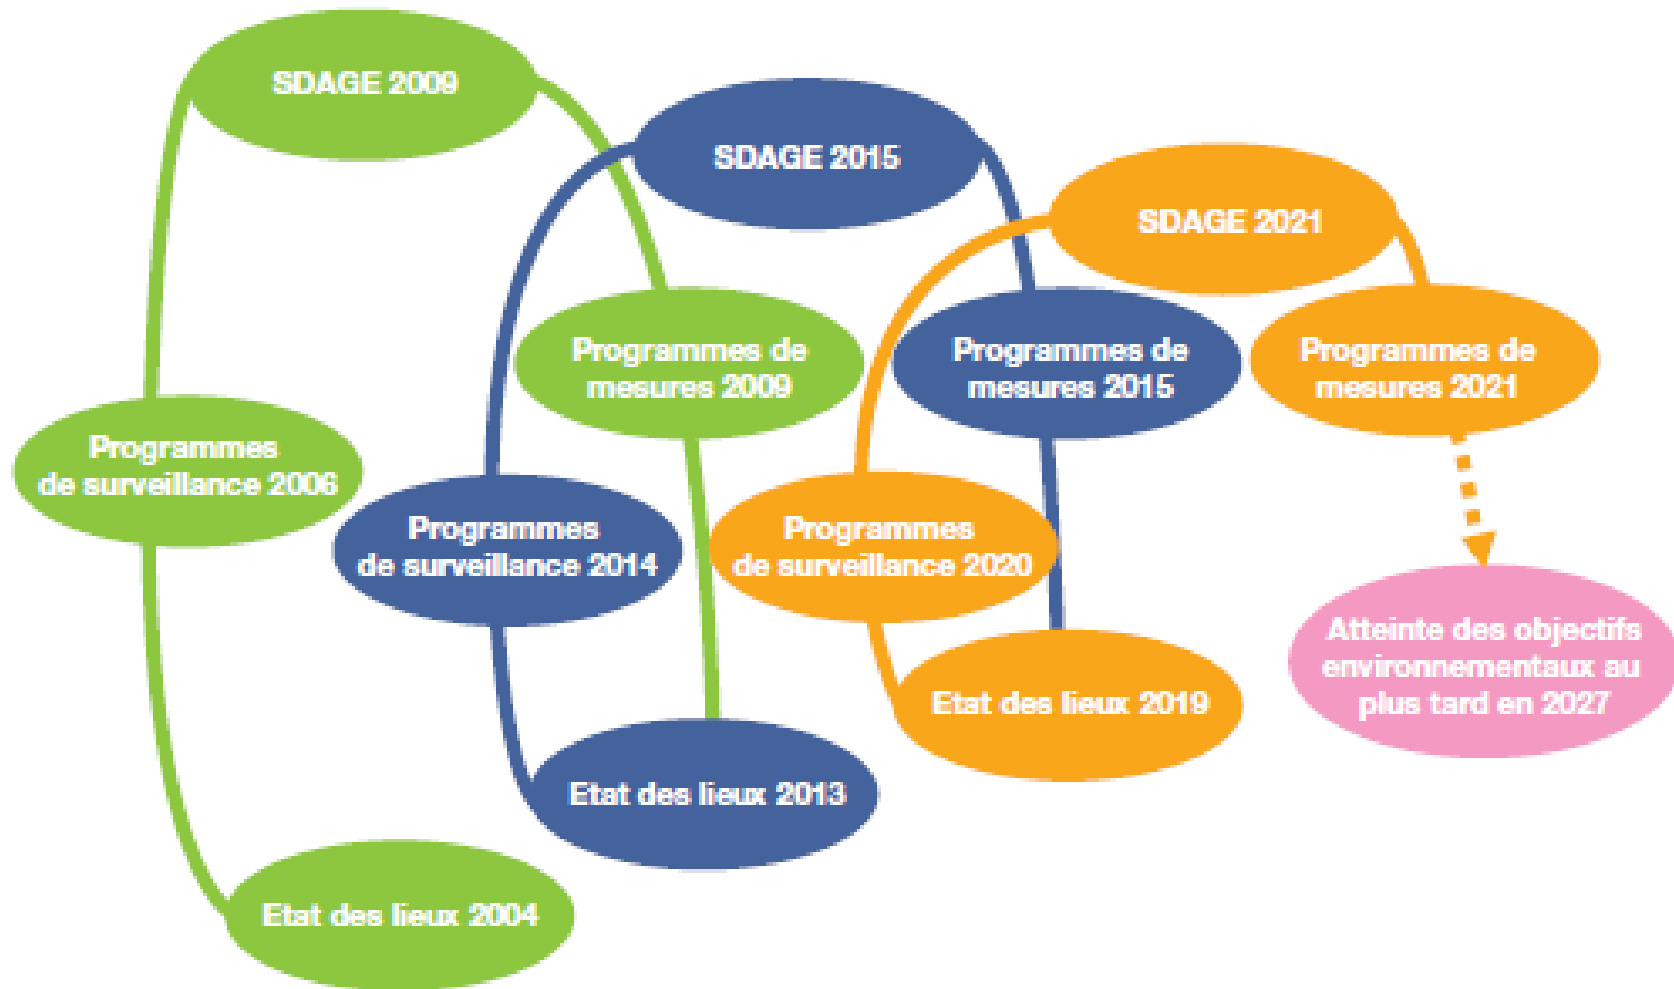 SDAGE 2009
SDAGE 2015
SDAGE 2021
Programmes de
mesures 2009
Programmes de
mesures 2015
Programmes de
mesures 2021
Programmes
de surveillance 2006
Programmes
de surveillance 2014
Programmes
de surveillance 2020
Atteinte des objectifs
environnementaux au
plus tard en 2027
Etat des lieux 2019
Etat des lieux 2013
Etat des lieux 2004